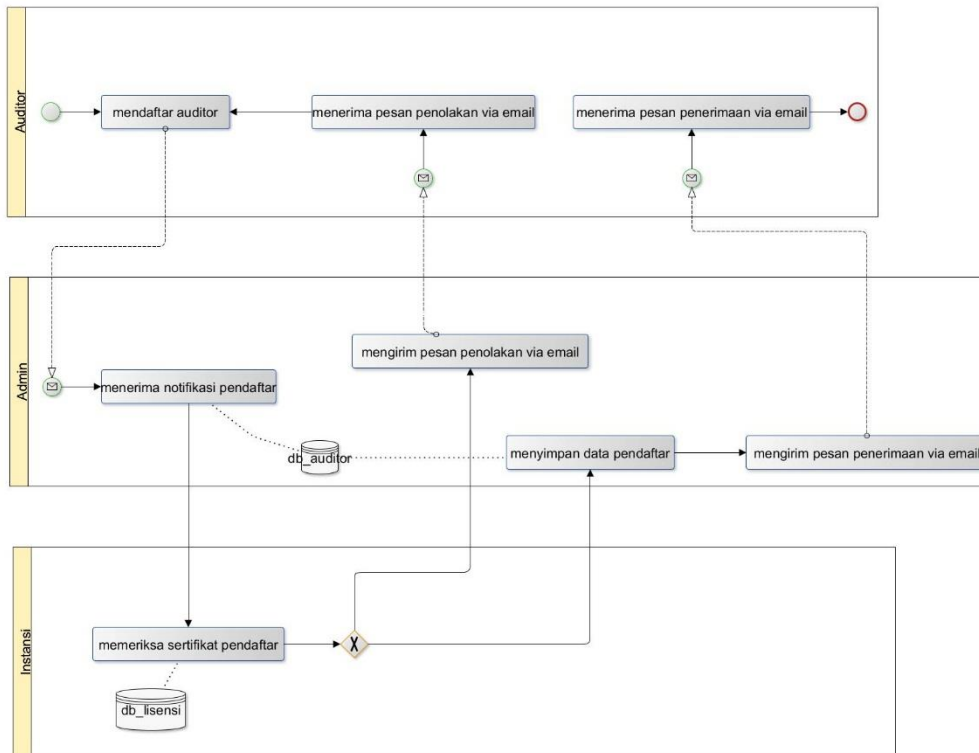 Auditor
mendaftar auditor
menerima pesan penolakan via email
menerima pesan penerimaan via email
Admin
mengirim pesan penolakan via email
menerima notifikasi pendaftar
db_auditor
menyimpan data pendaftar
mengirim pesan penerimaan via email
Instansi
memeriksa sertifikat pendaftar
X
db_lisensi